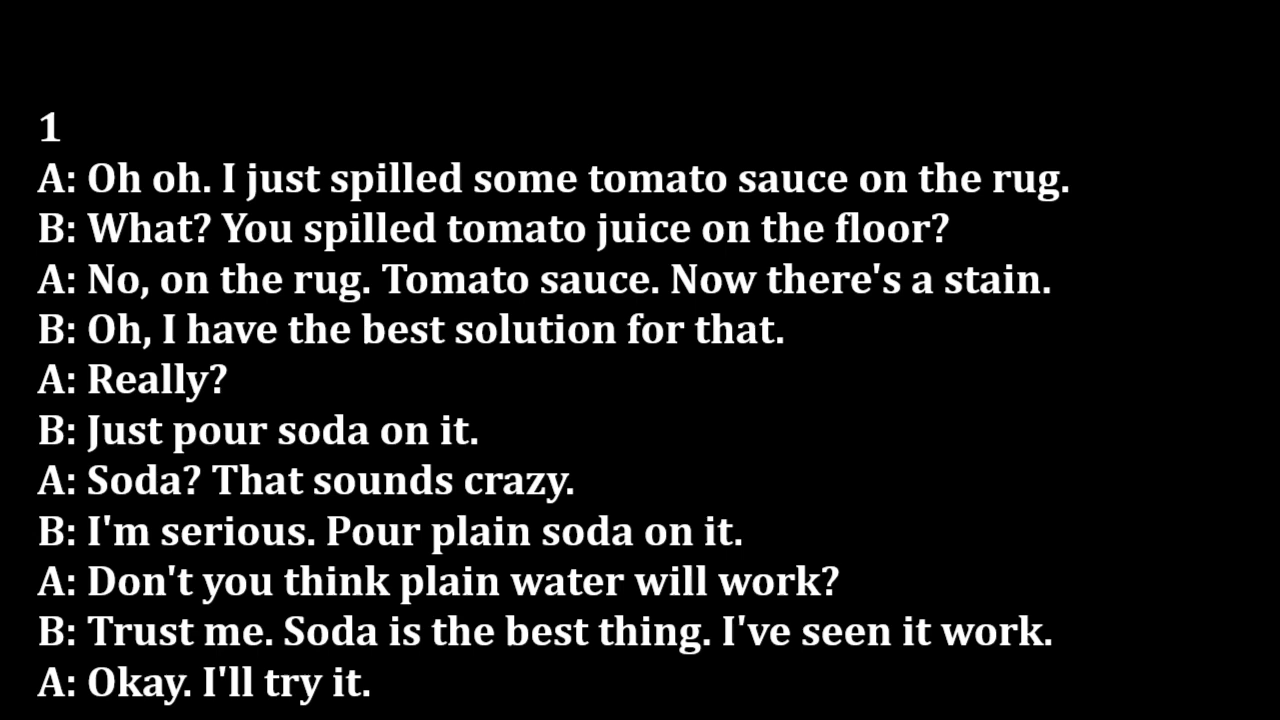 1
A: Oh oh. I just spilled some tomato sauce on the rug.
B: What? You spilled tomato juice on the floor?
A: No, on the rug. Tomato sauce. Now there's a stain.
B: Oh, I have the best solution for that.
A: Really?
B: Just pour soda on it.
A: Soda? That sounds crazy.
B: I'm serious. Pour plain soda on it.
A: Don't you think plain water will work?
B: Trust me. Soda is the best thing. I've seen it work.
A: Okay. I'll try it.